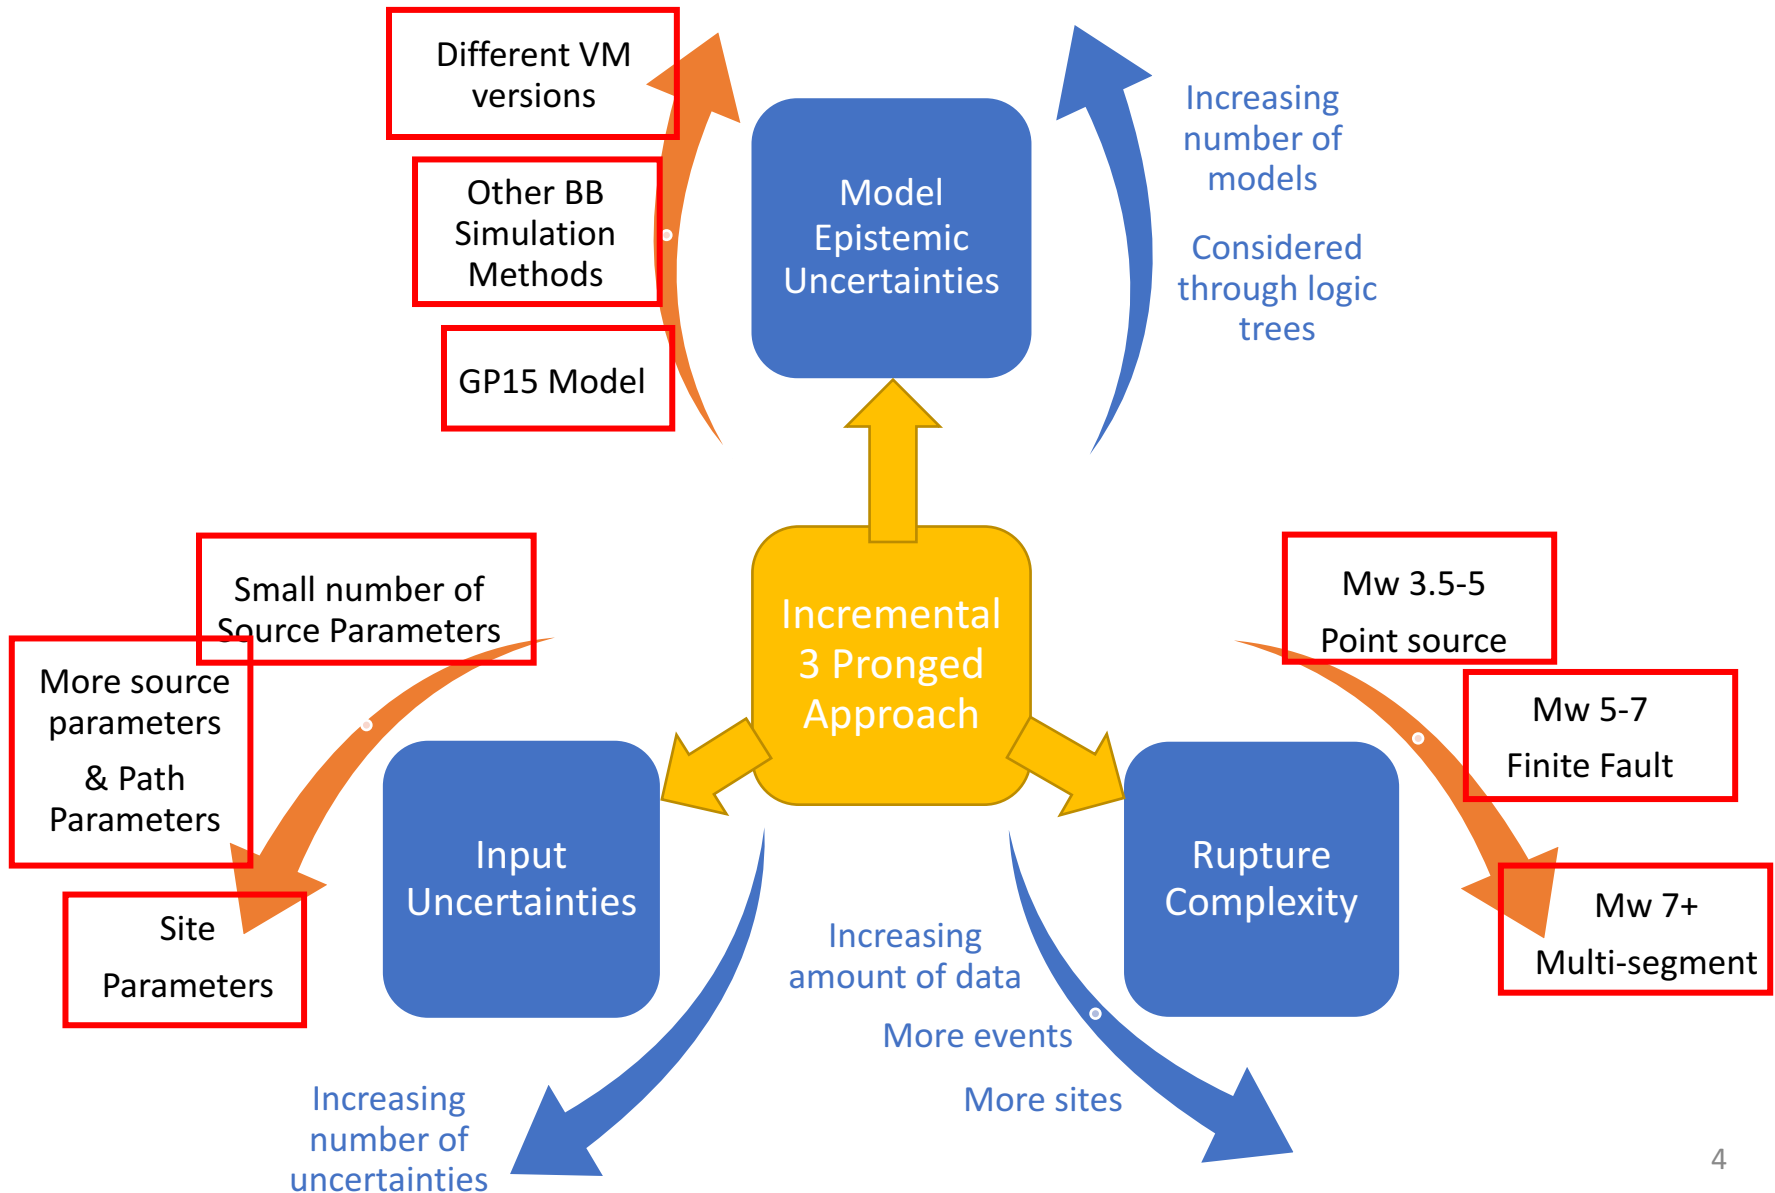 Different VM
versions
Other BB
Simulation
Methods
GP15 Model
Model
Epistemic
Uncertainties
Increasing
number of
models
Considered
through logic
trees
Incremental
3 Pronged
Approach
Small number of
Source Parameters
More source
parameters
& Path
Parameters
Site
Parameters
Input
Uncertainties
Increasing
number of
uncertainties
Mw 3.5-5
Point source
Mw 5-7
Finite Fault
Mw 7+
Multi-segment
Rupture
Complexity
Increasing
amount of data
More events
More sites
4